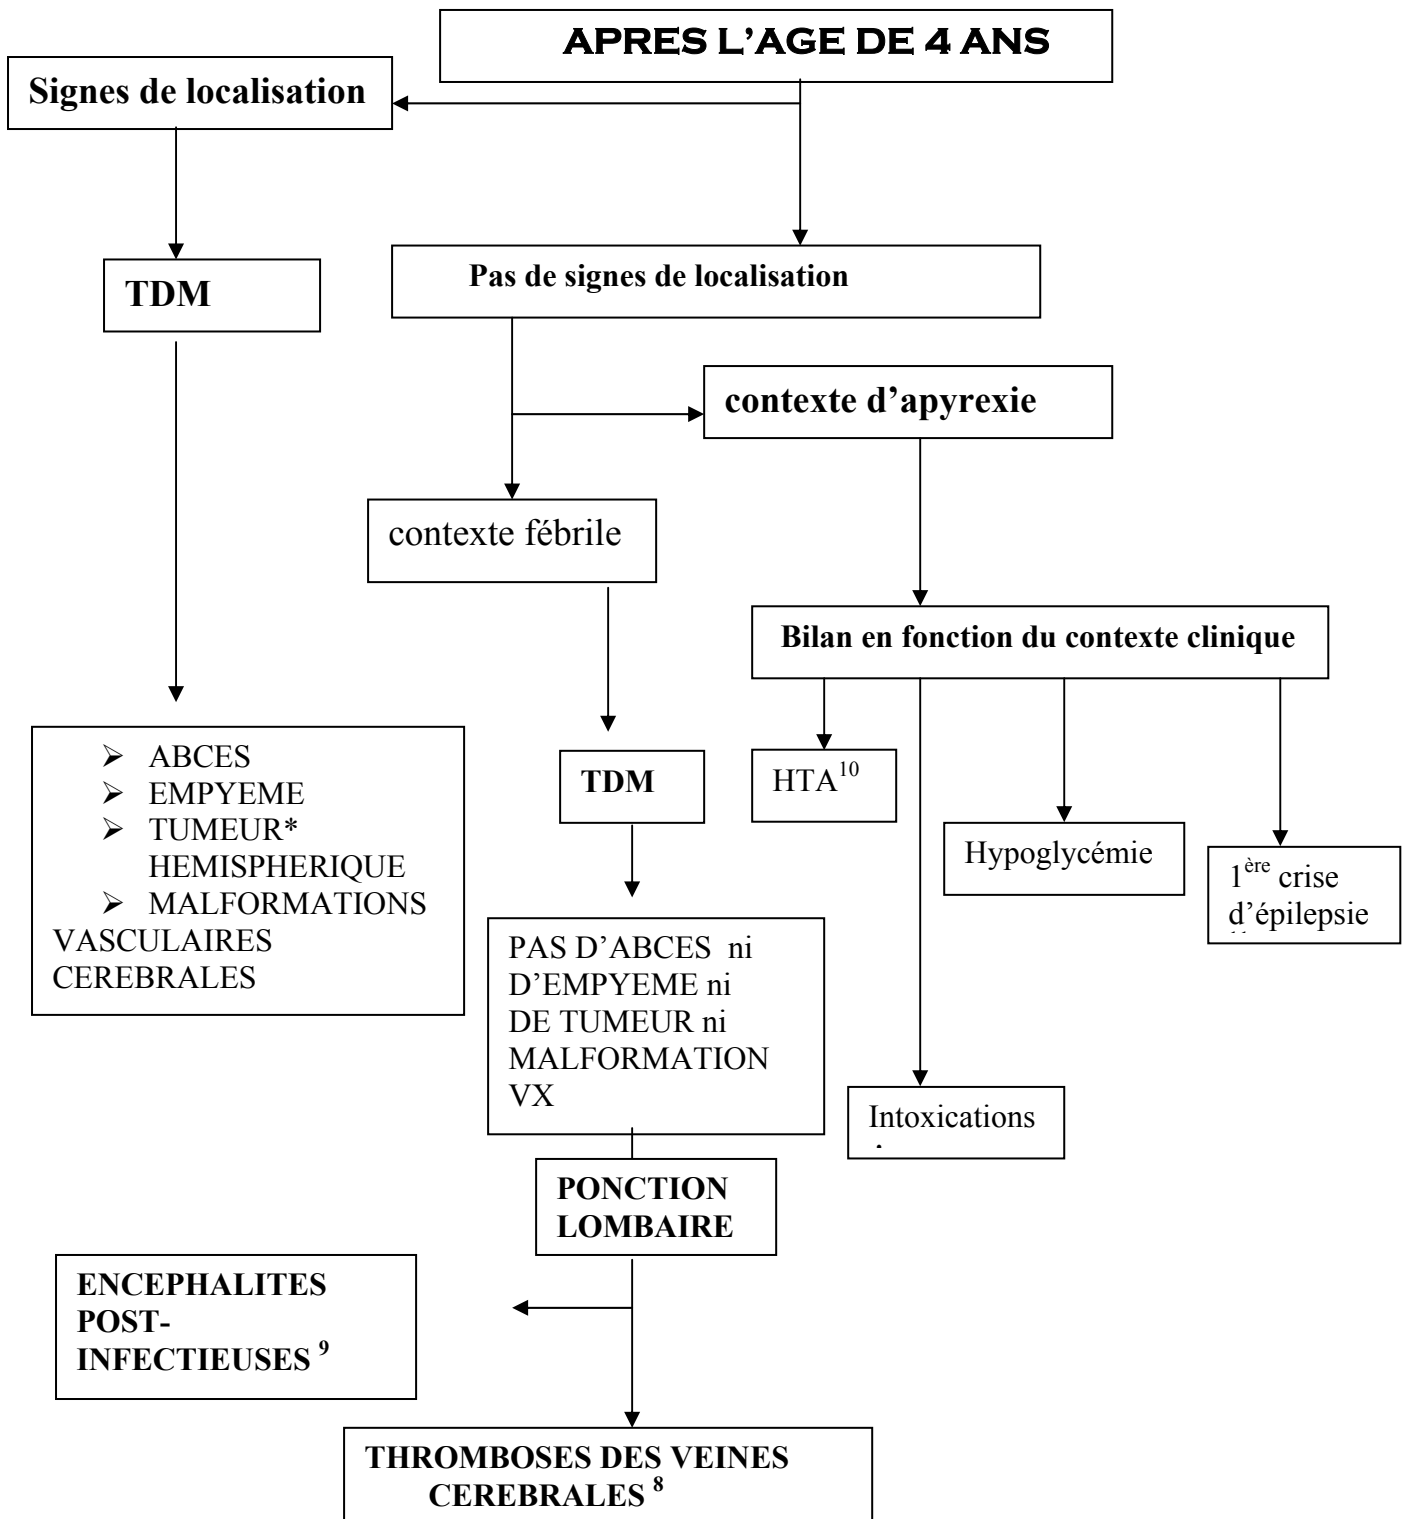 APRES L’AGE DE 4 ANS
Signes de localisation
TDM
Pas de signes de localisation
contexte d’apyrexie
contexte fébrile
Bilan en fonction du contexte clinique
➢ ABCES
➢ EMPYEME
➢ TUMEUR*
HEMISPHERIQUE
➢ MALFORMATIONS
VASCULAIRES
CEREBRALES
TDM
HTA10
Hypoglycémie
1ère crise
d’épilepsie
PAS D’ABCES ni
D’EMPYEME ni
DE TUMEUR ni
MALFORMATION
VX
Intoxications
PONCTION
LOMBAIRE
ENCEPHALITES
POST-
INFECTIEUSES 9
THROMBOSES DES VEINES
CEREBRALES 8